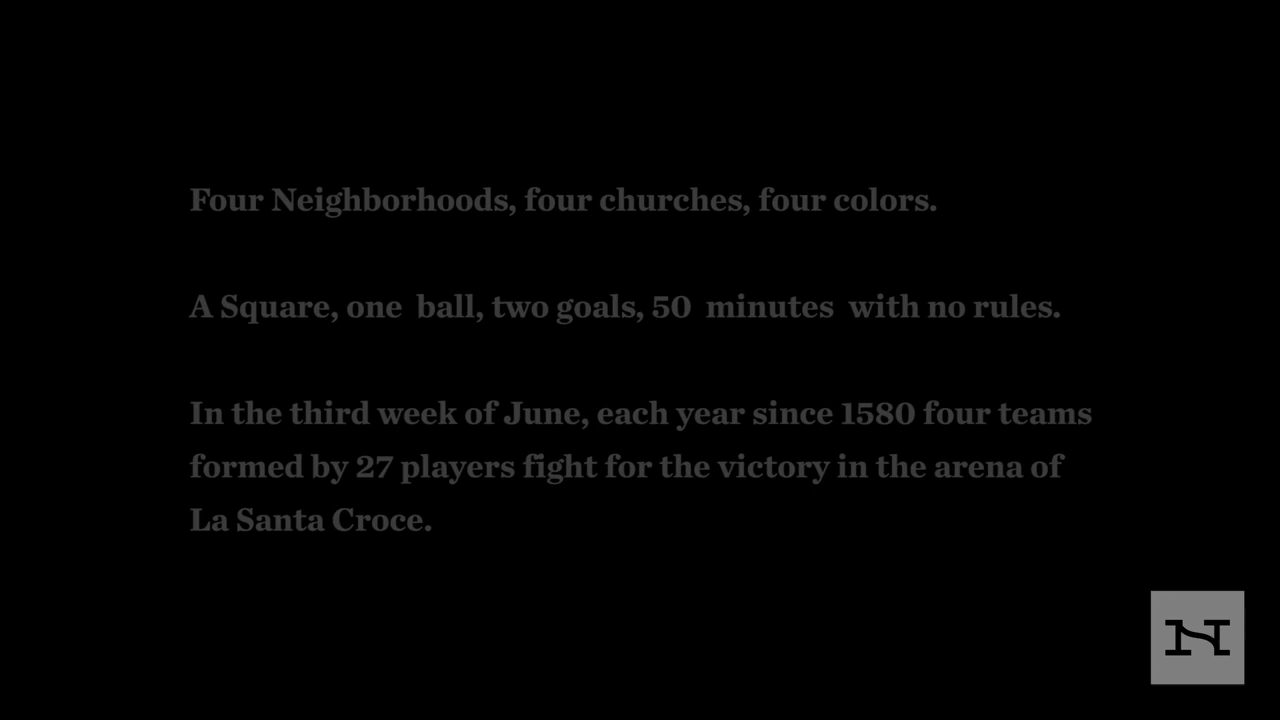 Four Neighborhoods, four churches, four colors.
A Square, one ball, two goals, 50 minutes with no rules.
In the third week of June, each year since 1580 four teams
formed by 27 players fight for the victory in the arena of
La Santa Croce.
N